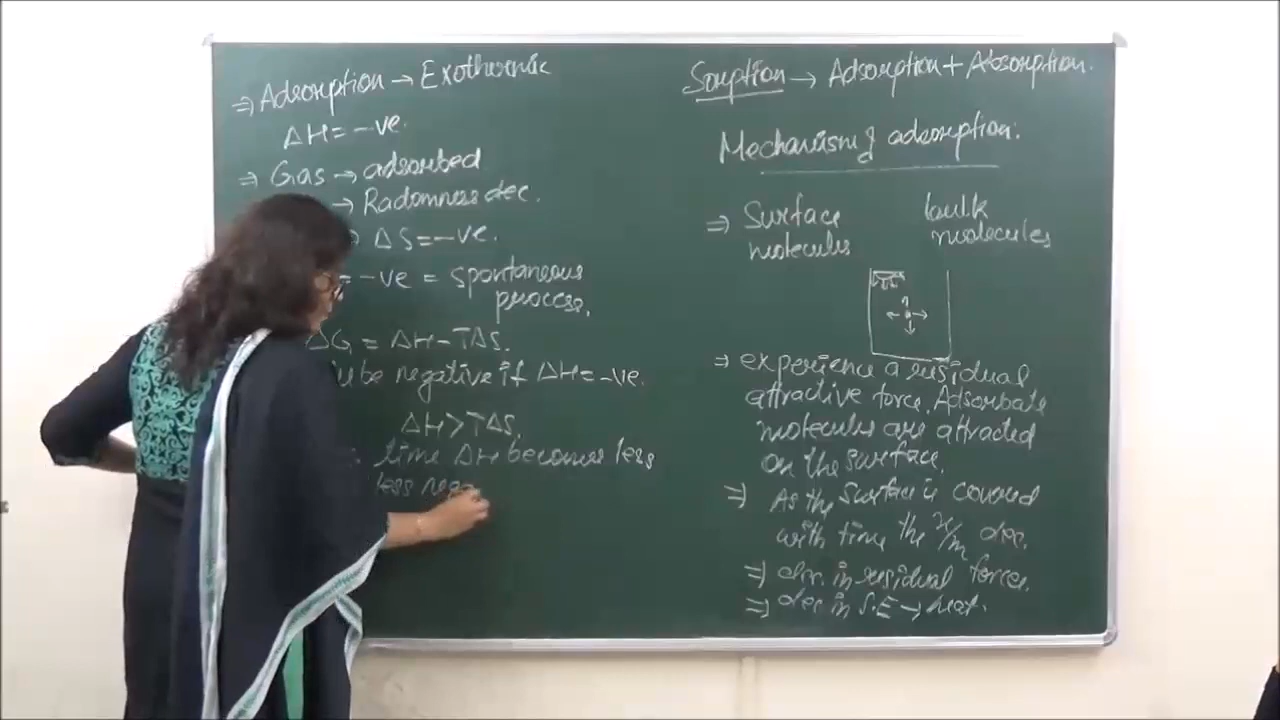 ⇒ Adsorption → Exothermic
ΔH = -ve.
⇒ Gas → adsorbed
→ Radomness dec.
ΔS = -ve.
= -ve = spontaneous
process.
ΔG = ΔH - TΔS.
be negative if ΔH = -ve.
ΔH > TΔS.
time ΔH becomes less
less nega
Sorption → Adsorption + Absorption.
Mechanism of adsorption:
⇒ Surface
molecules
bulk
molecules
⇒ experience a residual
attractive force. Adsorbate
molecules are attracted
on the surface.
⇒ As the surface is covered
with time the x/m dec.
⇒ in residual force.
⇒ dec in S.E → heat.